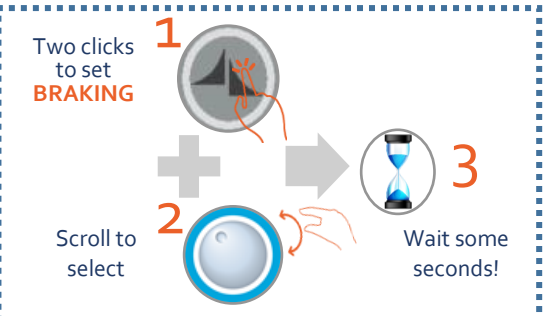 1
Two clicks
to set
BRAKING
2
Scroll to
select
3
Wait some
seconds!